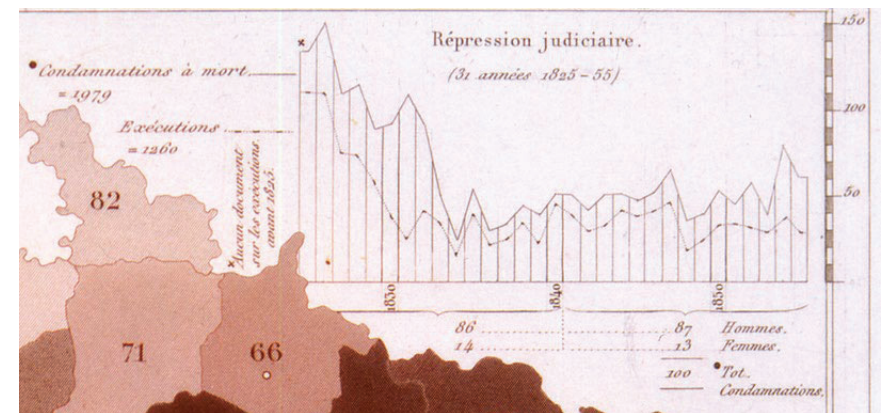 Répression judiciaire.
(31 années 1825-55)
150
100
50
Condamnations à mort.
= 1979
Exécutions.
= 1260
Aucun document
sur les exécutions.
avant 1825.
82
71
66
1830
1840
1850
86 87 Hommes.
14 13 Femmes.
100 Tot.
Condamnations.